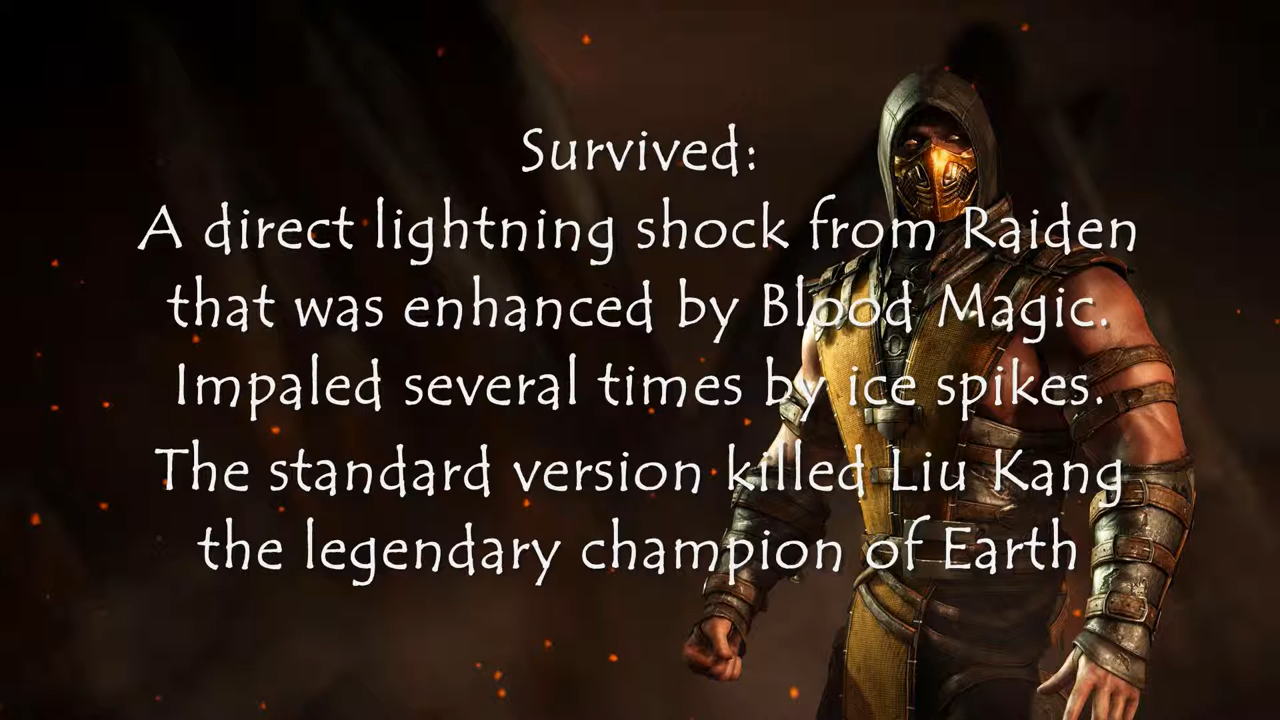 Survived:
A direct lightning shock from Raiden
that was enhanced by Blood Magic.
Impaled several times by ice spikes.
The standard version killed Liu Kang
the legendary champion of Earth